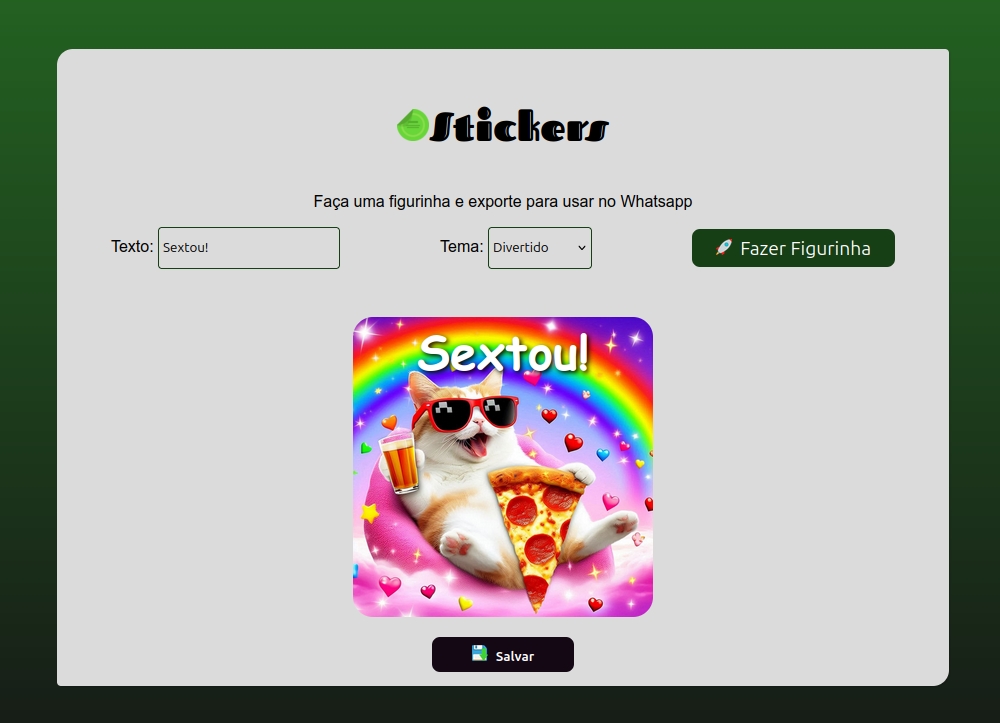 Stickers
Faça uma figurinha e exporte para usar no Whatsapp
Texto: Sextou! Tema: Divertido Fazer Figurinha
Sextou!
Salvar